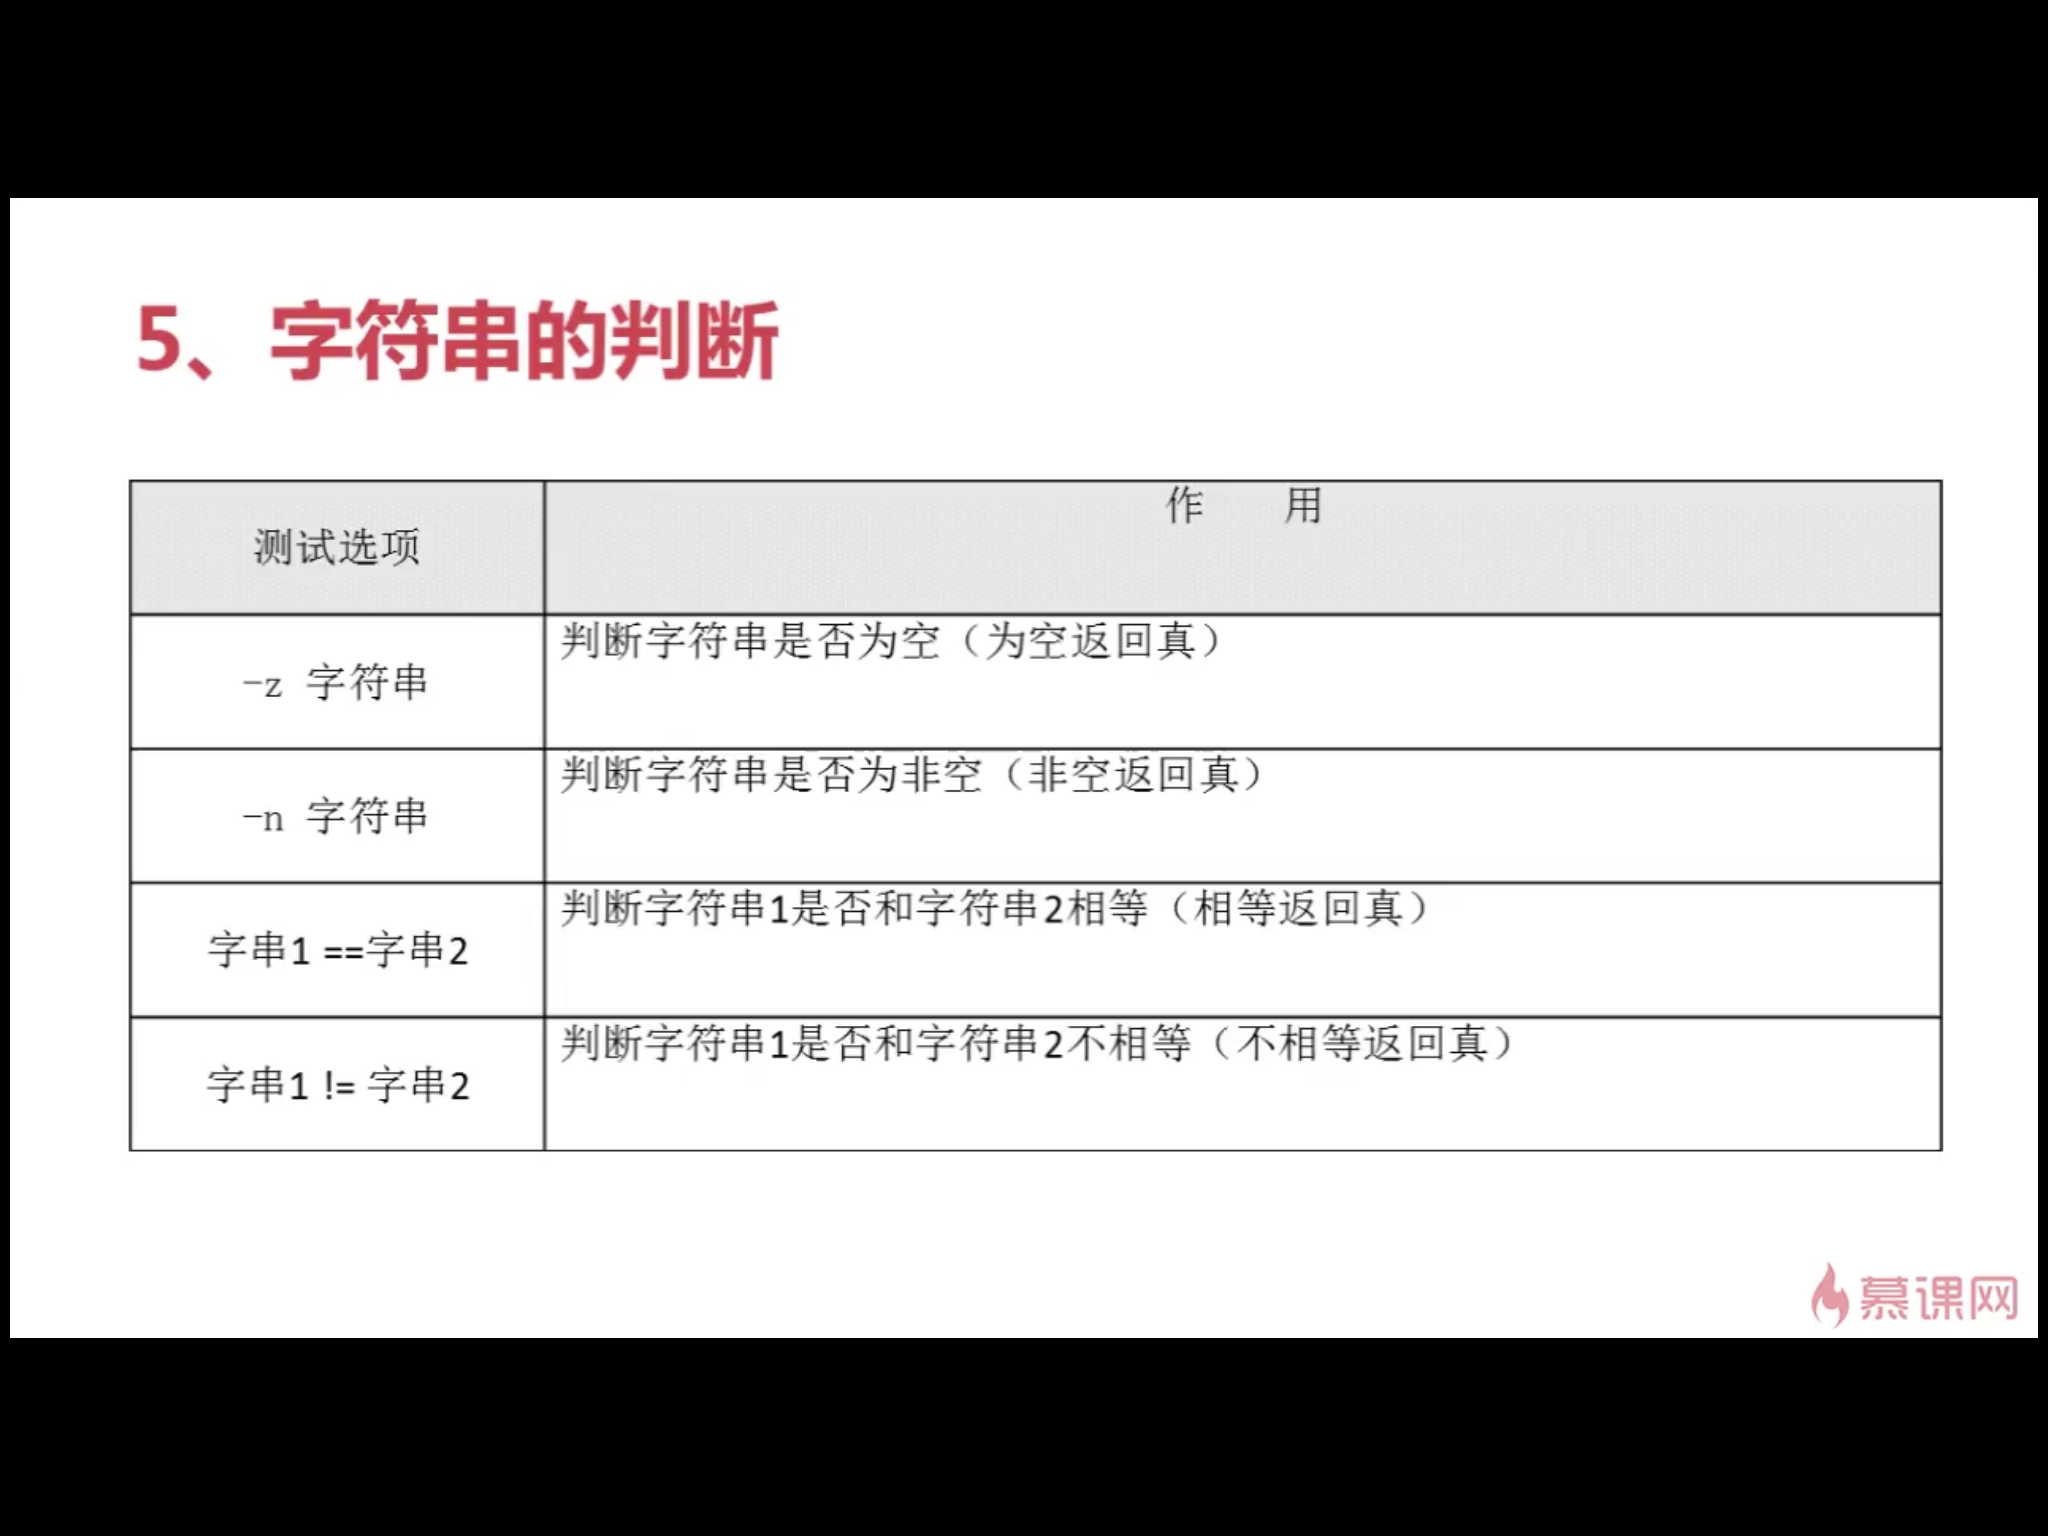 5、字符串的判断
测试选项
作 用
-z 字符串
判断字符串是否为空（为空返回真）
-n 字符串
判断字符串是否为非空（非空返回真）
字串1 ==字串2
判断字符串1是否和字符串2相等（相等返回真）
字串1 != 字串2
判断字符串1是否和字符串2不相等（不相等返回真）
慕课网